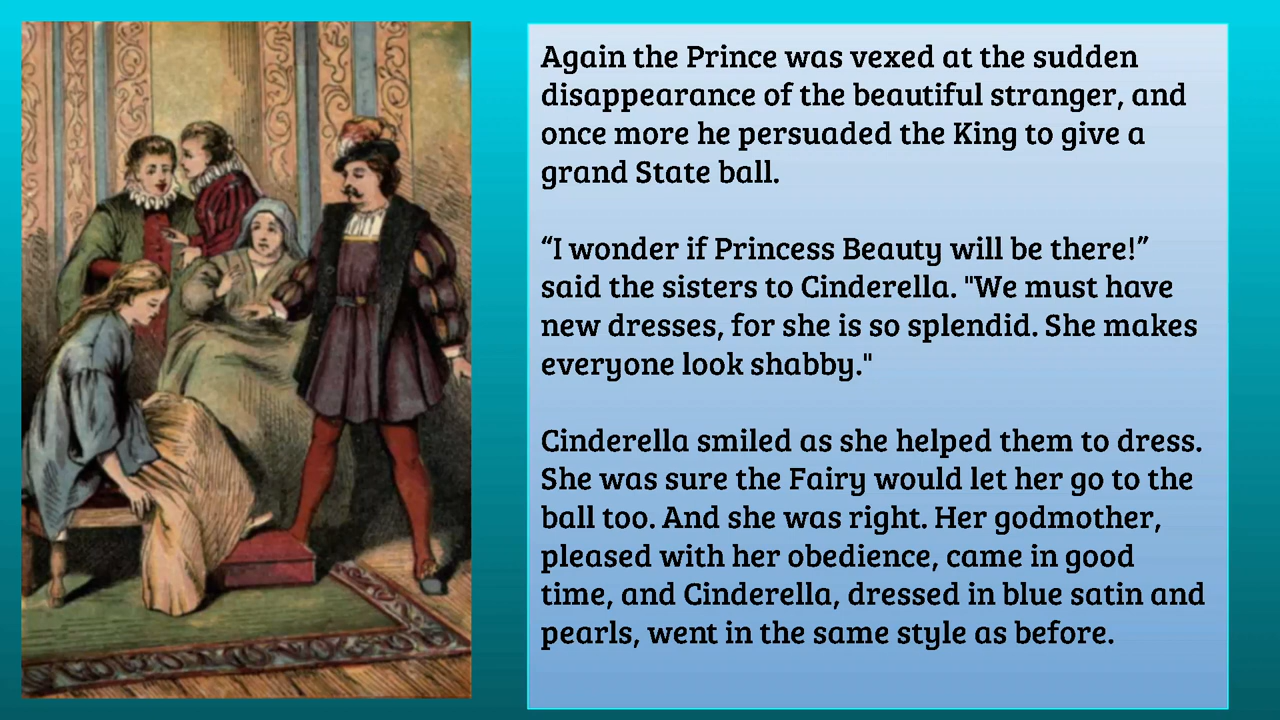 Again the Prince was vexed at the sudden
disappearance of the beautiful stranger, and
once more he persuaded the King to give a
grand State ball.
“I wonder if Princess Beauty will be there!”
said the sisters to Cinderella. "We must have
new dresses, for she is so splendid. She makes
everyone look shabby."
Cinderella smiled as she helped them to dress.
She was sure the Fairy would let her go to the
ball too. And she was right. Her godmother,
pleased with her obedience, came in good
time, and Cinderella, dressed in blue satin and
pearls, went in the same style as before.